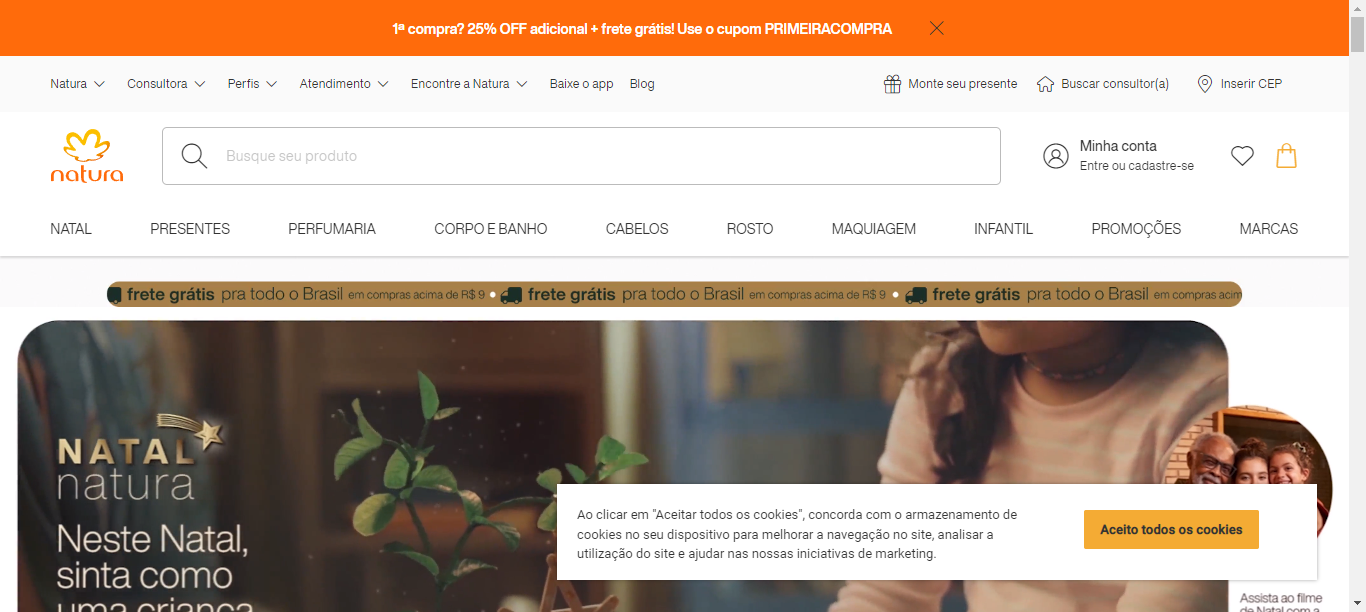 1ª compra? 25% OFF adicional + frete grátis! Use o cupom PRIMEIRACOMPRA
Natura Consultora Perfis Atendimento Encontre a Natura Baixe o app Blog Monte seu presente Buscar consultor(a) Inserir CEP
natura
Busque seu produto
Minha conta
Entre ou cadastre-se
NATAL PRESENTES PERFUMARIA CORPO E BANHO CABELOS ROSTO MAQUIAGEM INFANTIL PROMOÇÕES MARCAS
frete grátis pra todo o Brasil em compras acima de R$ 9 • frete grátis pra todo o Brasil em compras acima de R$ 9 • frete grátis pra todo o Brasil em compras acim
NATAL
natura
Neste Natal,
sinta como
uma criança
Ao clicar em "Aceitar todos os cookies", concorda com o armazenamento de
cookies no seu dispositivo para melhorar a navegação no site, analisar a
utilização do site e ajudar nas nossas iniciativas de marketing.
Aceito todos os cookies
Assista ao filme
de Natal com a